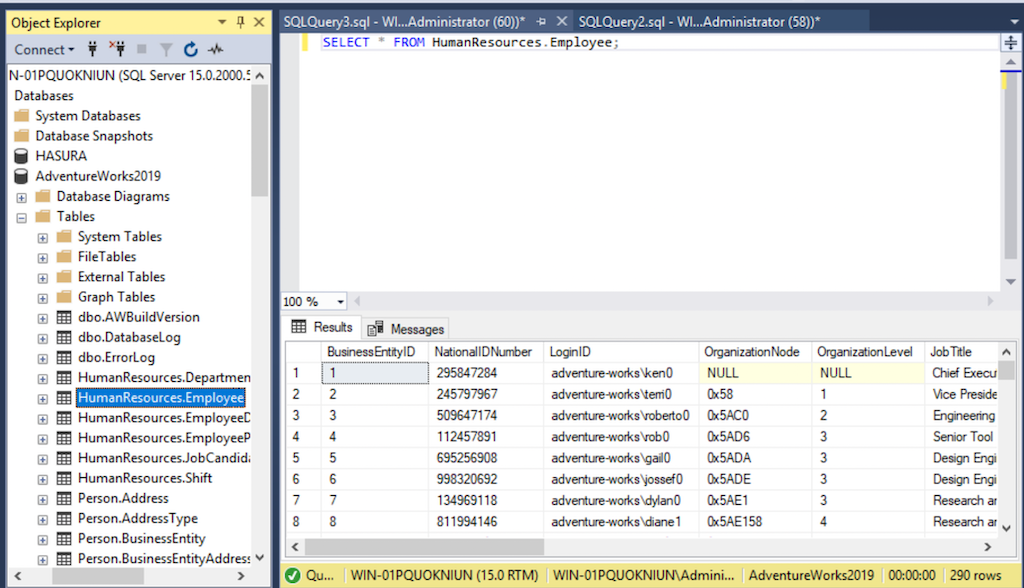 Object Explorer
Connect
N-01PQUOKNIUN (SQL Server 15.0.2000.5
Databases
System Databases
Database Snapshots
HASURA
AdventureWorks2019
Database Diagrams
Tables
System Tables
FileTables
External Tables
Graph Tables
dbo.AWBuildVersion
dbo.DatabaseLog
dbo.ErrorLog
HumanResources.Departmen
HumanResources.Employee
HumanResources.EmployeeD
HumanResources.EmployeeP
HumanResources.JobCandida
HumanResources.Shift
Person.Address
Person.AddressType
Person.BusinessEntity
Person.BusinessEntityAddress
SQLQuery3.sql - WI...Administrator (60))* SQLQuery2.sql - WI...Administrator (58))*
SELECT * FROM HumanResources.Employee;
100 %
Results Messages
BusinessEntityID NationalIDNumber LoginID OrganizationNode OrganizationLevel JobTitle
1 1 295847284 adventure-works\ken0 NULL NULL Chief Execu
2 2 245797967 adventure-works\terri0 0x58 1 Vice Preside
3 3 509647174 adventure-works\roberto0 0x5AC0 2 Engineering
4 4 112457891 adventure-works\rob0 0x5AD6 3 Senior Tool
5 5 695256908 adventure-works\gail0 0x5ADA 3 Design Engi
6 6 998320692 adventure-works\jossef0 0x5ADE 3 Design Engi
7 7 134969118 adventure-works\dylan0 0x5AE1 3 Research ar
8 8 811994146 adventure-works\diane1 0x5AE158 4 Research ar
Qu... WIN-01PQUOKNIUN (15.0 RTM) WIN-01PQUOKNIUN\Admini... AdventureWorks2019 00:00:00 290 rows